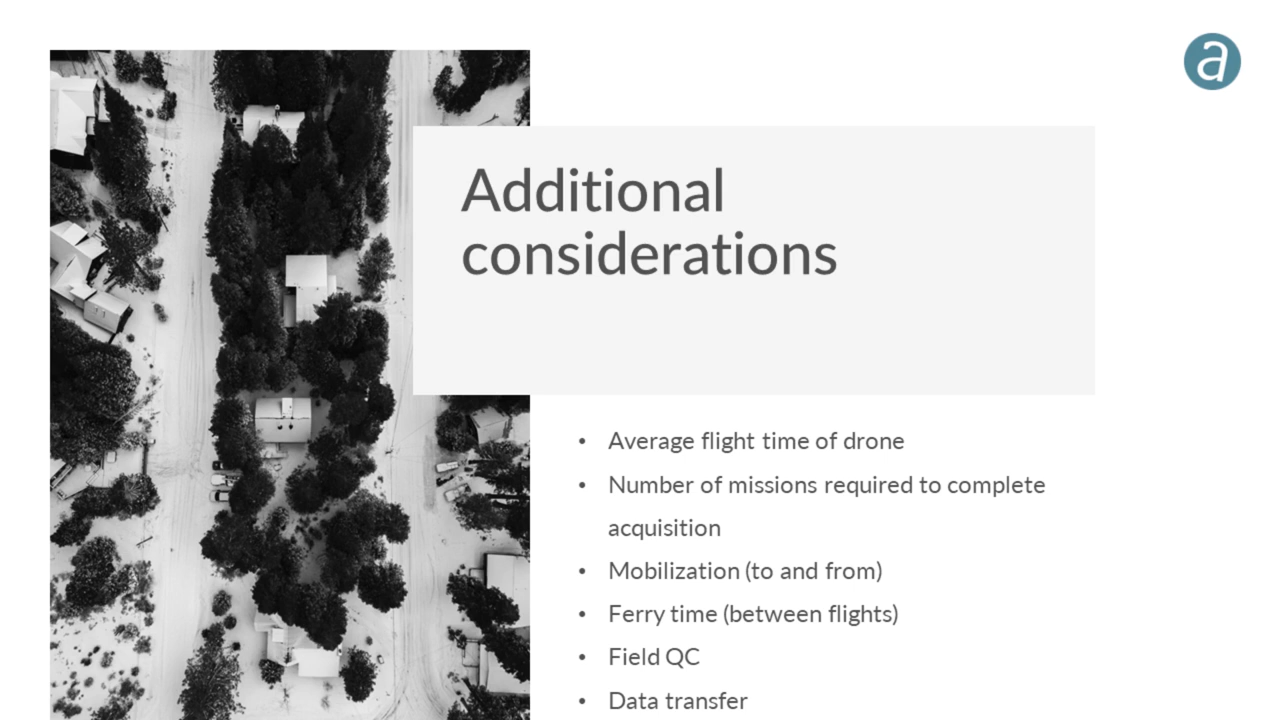 a
Additional
considerations
• Average flight time of drone
• Number of missions required to complete
acquisition
• Mobilization (to and from)
• Ferry time (between flights)
• Field QC
• Data transfer